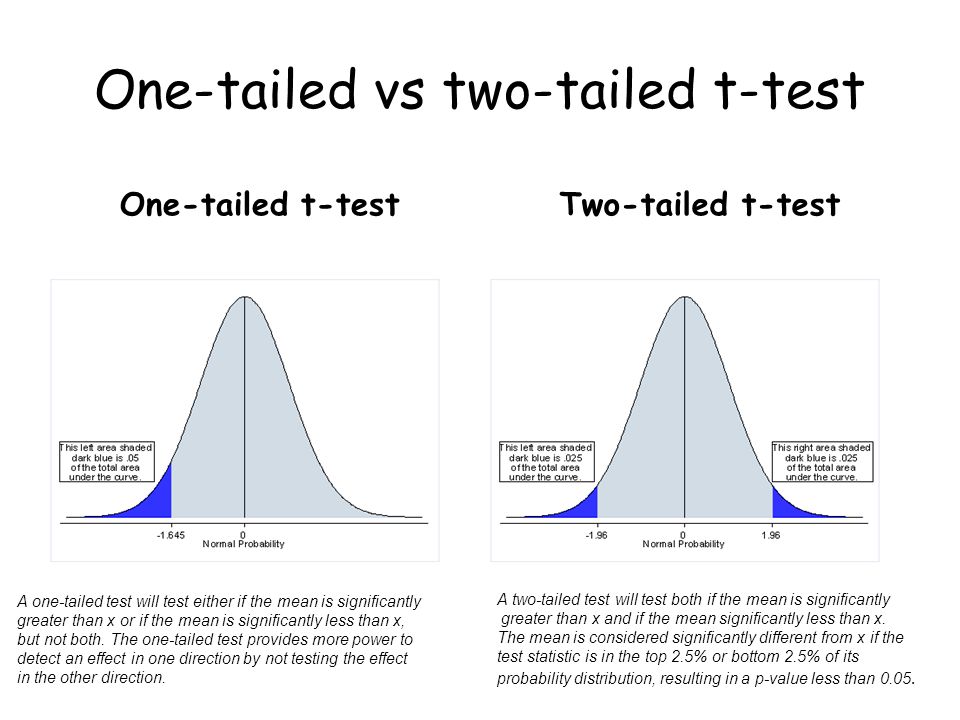 One-tailed vs two-tailed t-test
One-tailed t-test
Two-tailed t-test
This left area shaded
dark blue is .05
of the total area
under the curve.
-1.645
0
Normal Probability
This left area shaded
dark blue is .025
of the total area
under the curve.
This right area shaded
dark blue is .025
of the total area
under the curve.
-1.96
0
1.96
Normal Probability
A one-tailed test will test either if the mean is significantly
greater than x or if the mean is significantly less than x,
but not both. The one-tailed test provides more power to
detect an effect in one direction by not testing the effect
in the other direction.
A two-tailed test will test both if the mean is significantly
greater than x and if the mean significantly less than x.
The mean is considered significantly different from x if the
test statistic is in the top 2.5% or bottom 2.5% of its
probability distribution, resulting in a p-value less than 0.05.